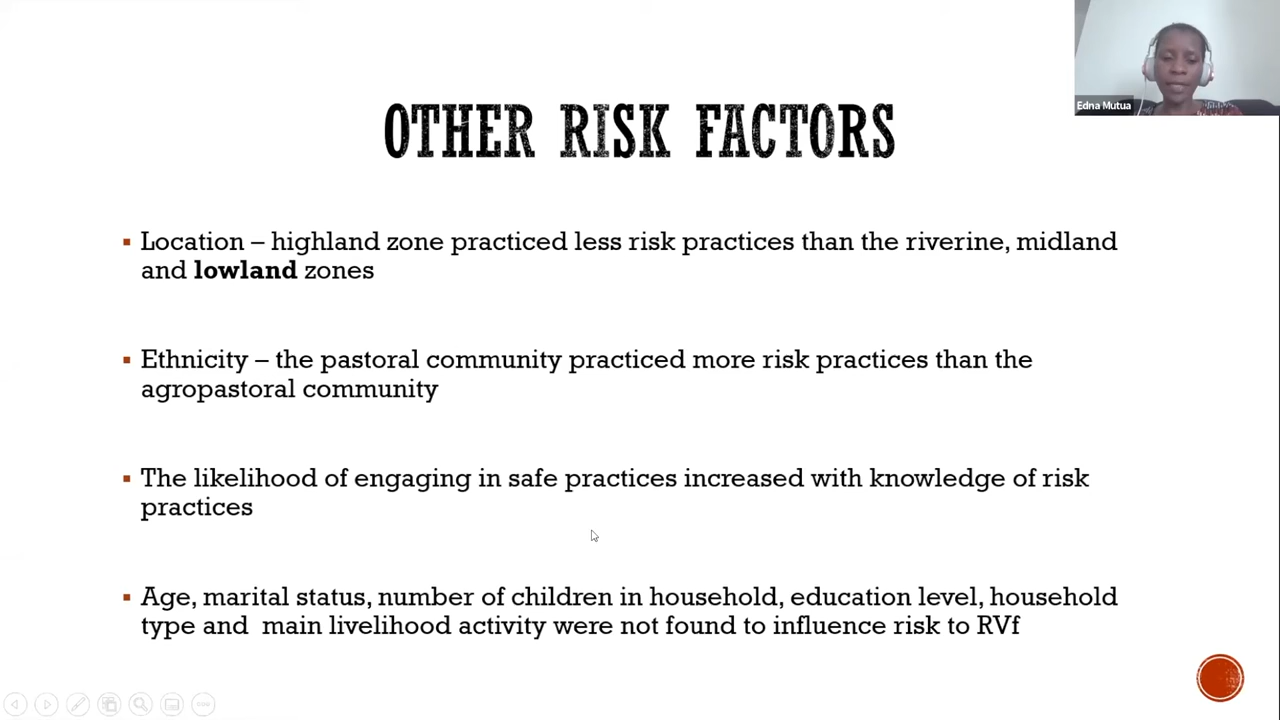 Edna Mutua
OTHER RISK FACTORS
▪ Location – highland zone practiced less risk practices than the riverine, midland
and lowland zones
▪ Ethnicity – the pastoral community practiced more risk practices than the
agropastoral community
▪ The likelihood of engaging in safe practices increased with knowledge of risk
practices
▪ Age, marital status, number of children in household, education level, household
type and  main livelihood activity were not found to influence risk to RVf